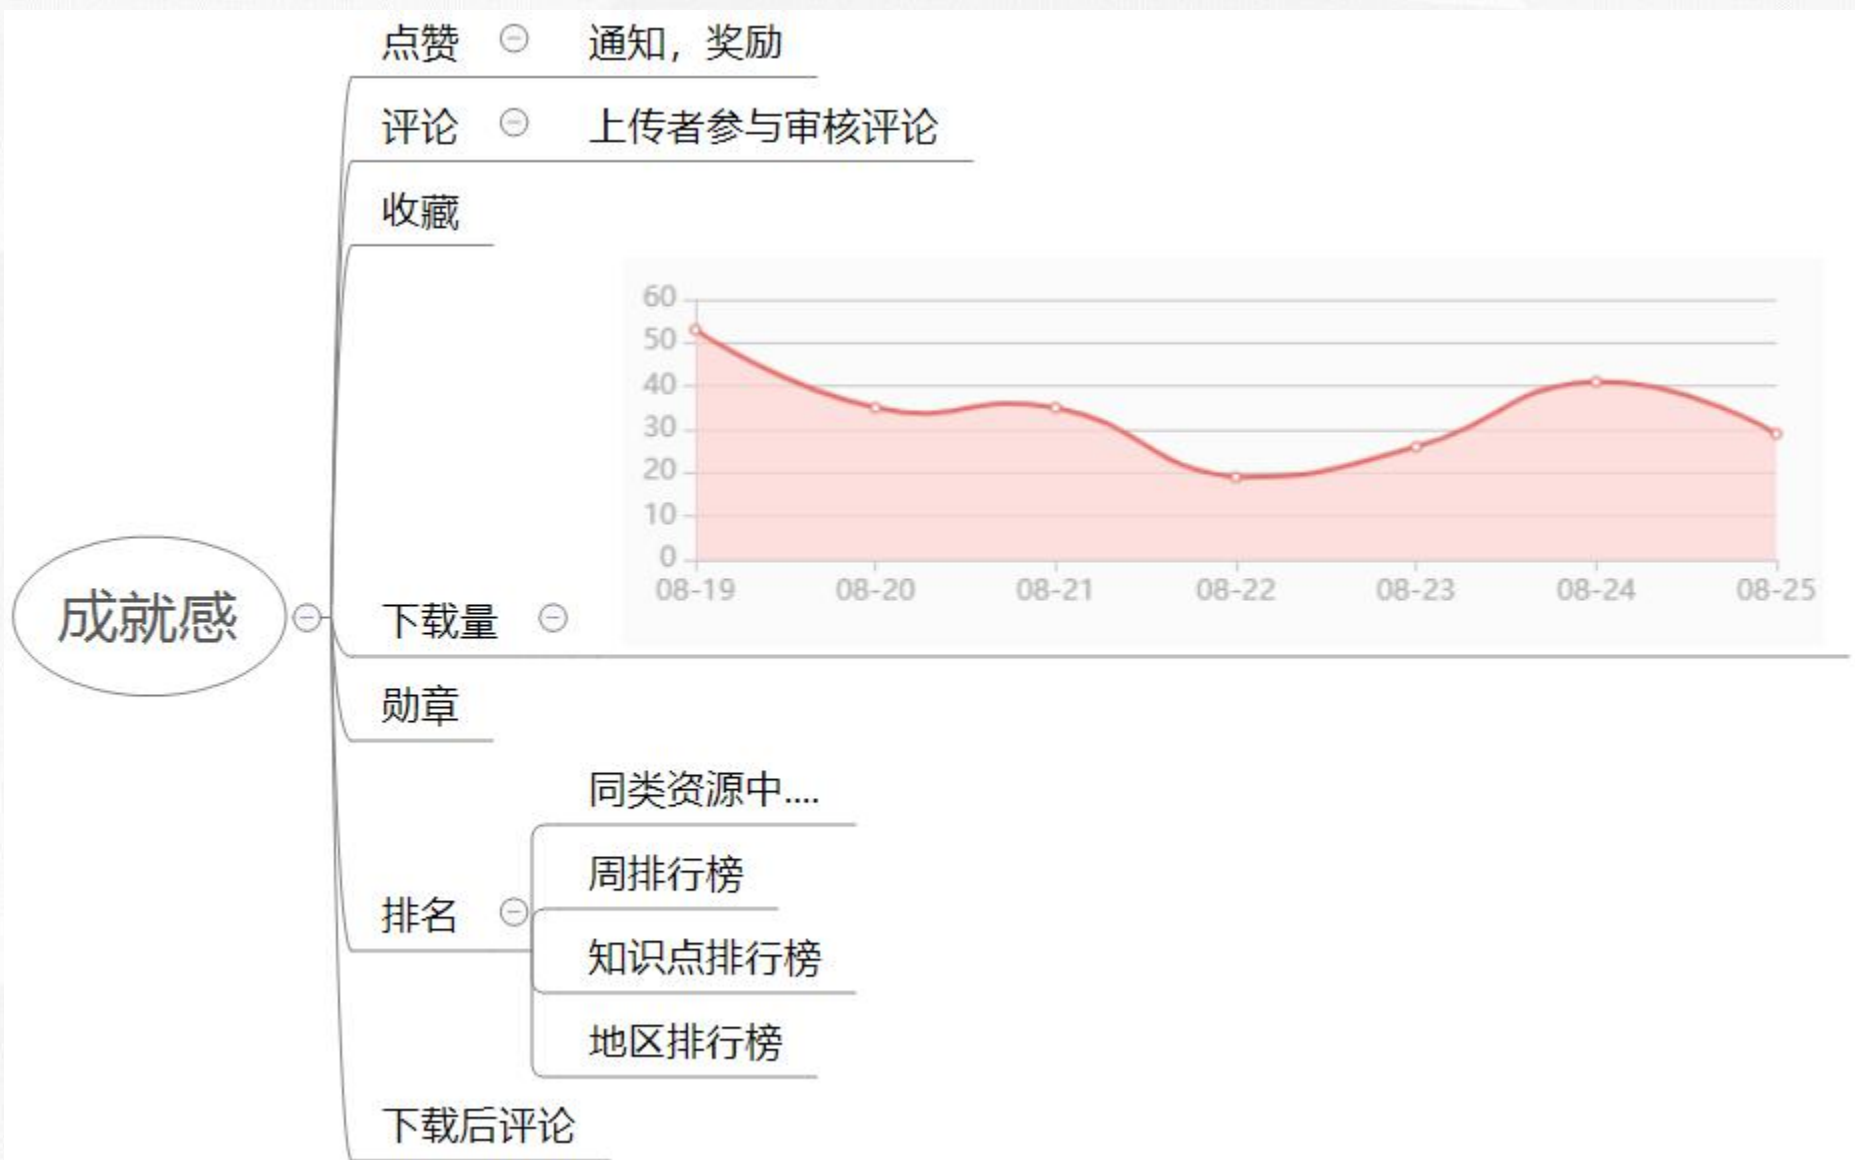 点赞 通知，奖励
评论 上传者参与审核评论
收藏
60
50
40
30
20
10
0
08-19 08-20 08-21 08-22 08-23 08-24 08-25
成就感
下载量
勋章
同类资源中....
周排行榜
排名
知识点排行榜
地区排行榜
下载后评论